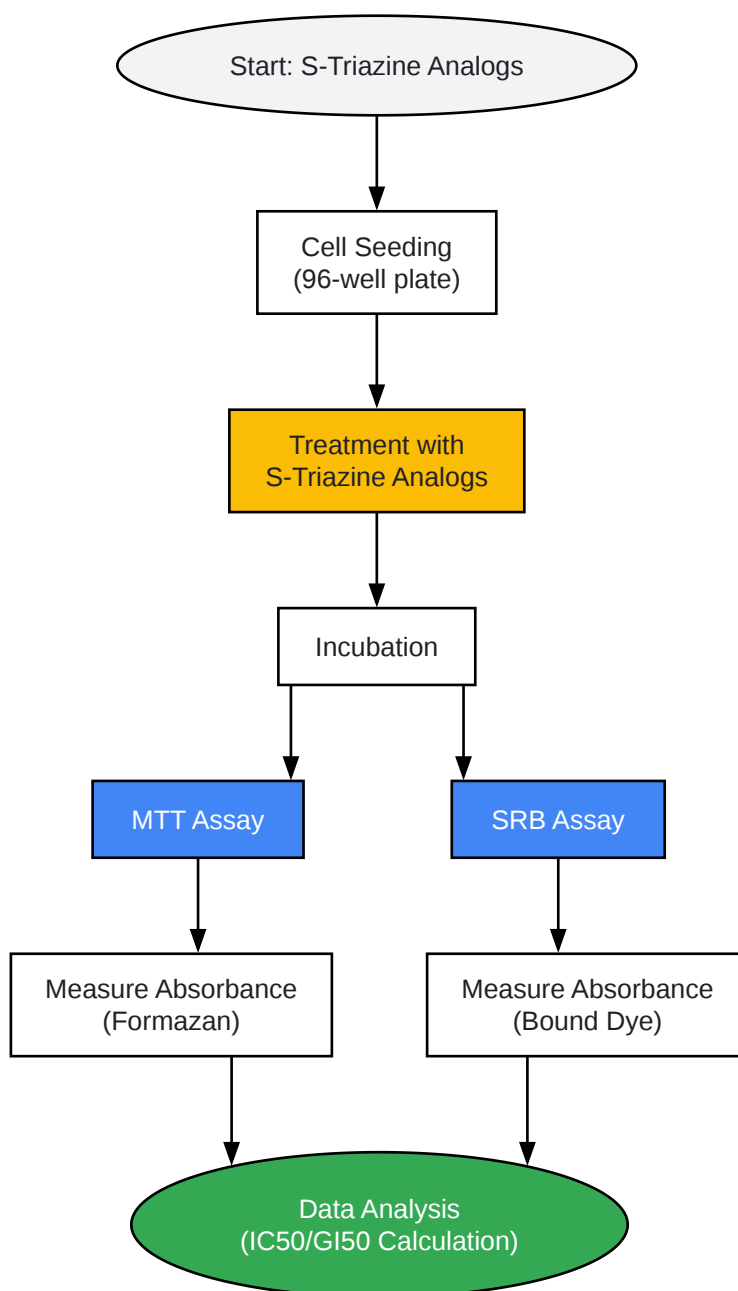 Start: S-Triazine Analogs
Cell Seeding
(96-well plate)
Treatment with
S-Triazine Analogs
Incubation
MTT Assay
SRB Assay
Measure Absorbance
(Formazan)
Measure Absorbance
(Bound Dye)
Data Analysis
(IC50/GI50 Calculation)